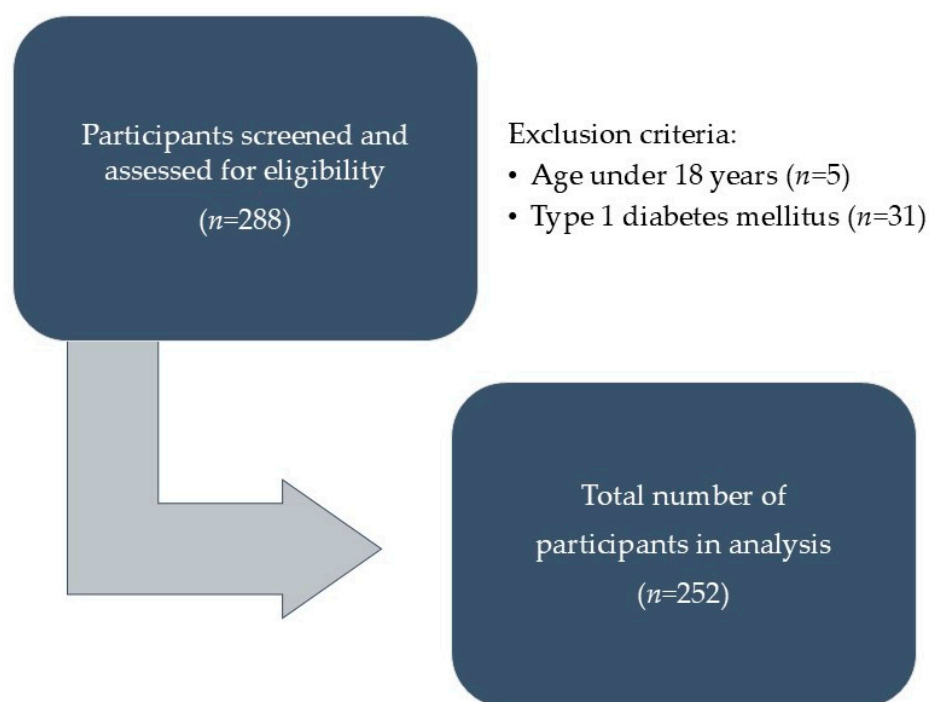 Participants screened and
assessed for eligibility
(n=288)
Exclusion criteria:
• Age under 18 years (n=5)
• Type 1 diabetes mellitus (n=31)
Total number of
participants in analysis
(n=252)